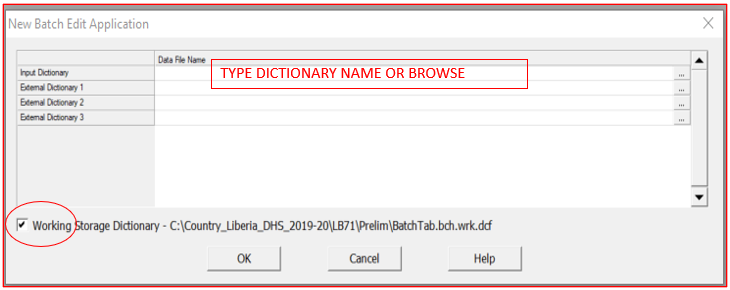 New Batch Edit Application
Data File Name
Input Dictionary
TYPE DICTIONARY NAME OR BROWSE
...
External Dictionary 1
...
External Dictionary 2
...
External Dictionary 3
...
Working Storage Dictionary - C:\Country_Liberia_DHS_2019-20\LB71\Prelim\BatchTab.bch.wrk.dcf
OK
Cancel
Help